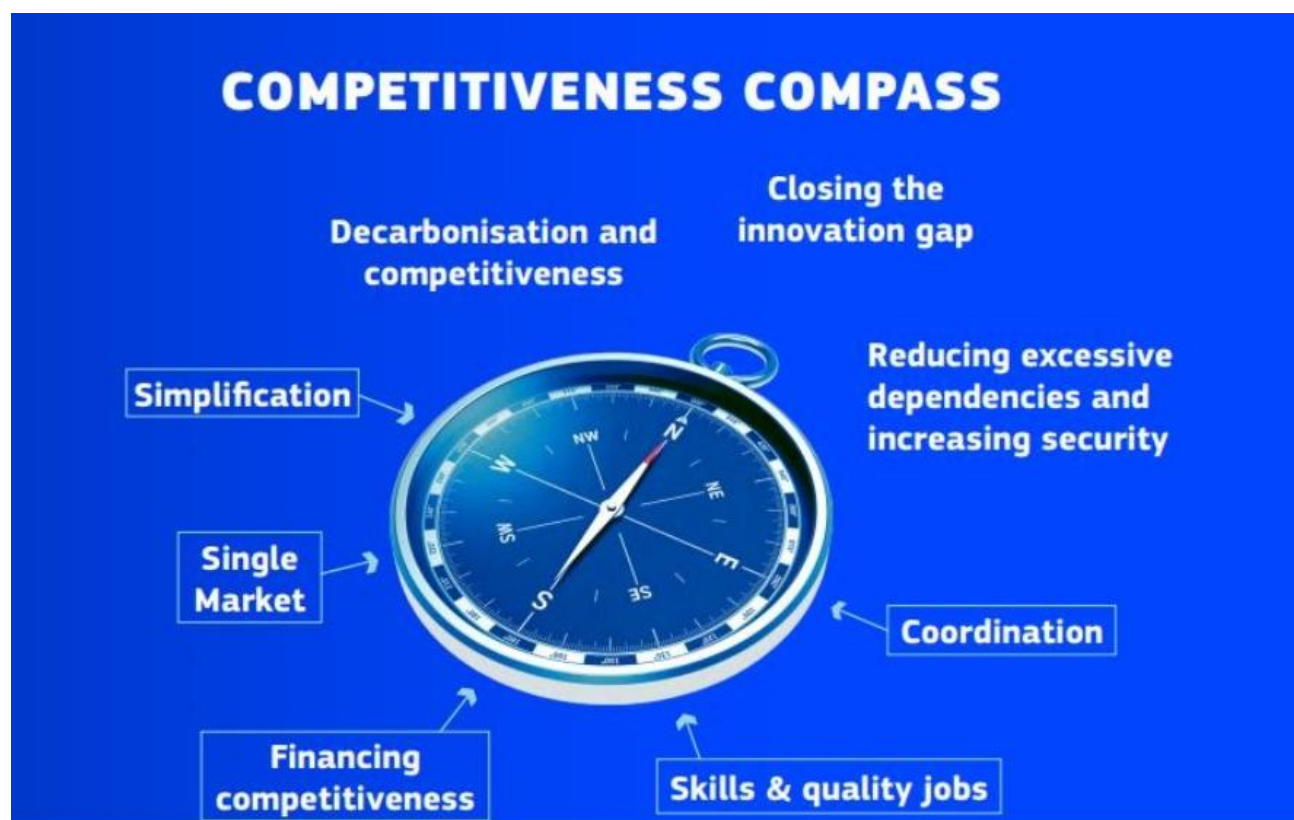 COMPETITIVENESS COMPASS
Closing the
innovation gap
Decarbonisation and
competitiveness
Reducing excessive
dependencies and
increasing security
Simplification
N
NW
W
NE
SW
E
S
SE
Single
Market
Coordination
Financing
competitiveness
Skills & quality jobs